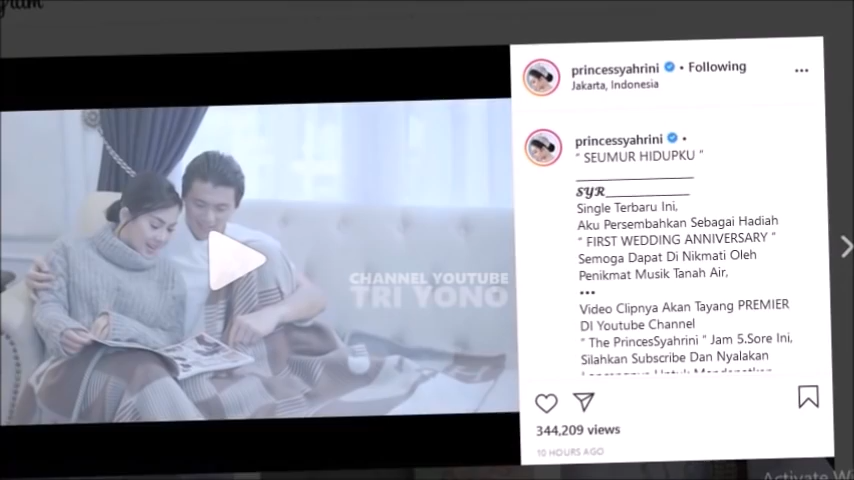 princessyahrini • Following
Jakarta, Indonesia
princessyahrini •
" SEUMUR HIDUPKU "
SYR
Single Terbaru Ini,
Aku Persembahkan Sebagai Hadiah
" FIRST WEDDING ANNIVERSARY "
Semoga Dapat Di Nikmati Oleh
Penikmat Musik Tanah Air,
•••
Video Clipnya Akan Tayang PREMIER
DI Youtube Channel
" The PrincesSyahrini " Jam 5.Sore Ini,
Silahkan Subscribe Dan Nyalakan
344,209 views
10 HOURS AGO
CHANNEL YOUTUBE
TRI YONO
Activate